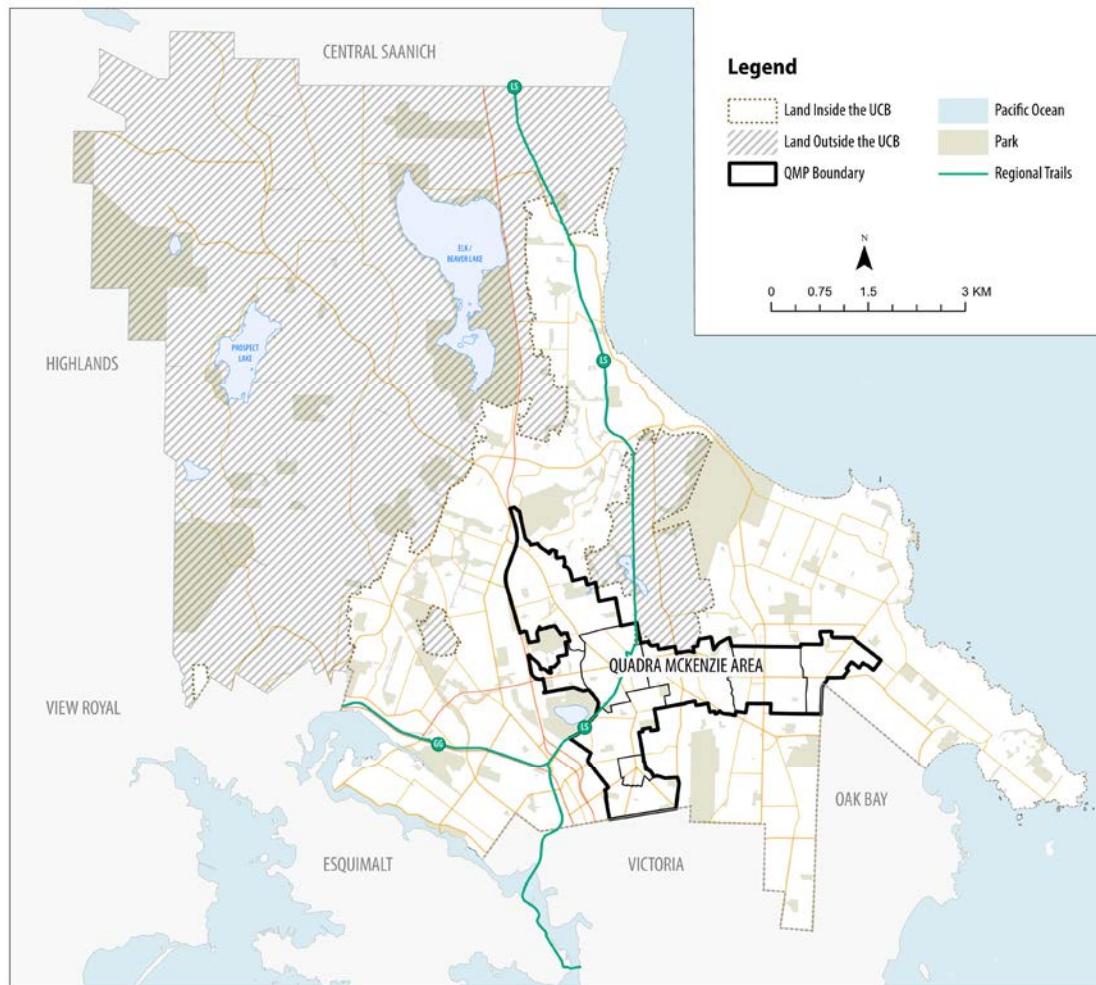 CENTRAL SAANICH
Legend
Land Inside the UCB
Land Outside the UCB
QMP Boundary
Pacific Ocean
Park
Regional Trails
N
0 0.75 1.5 3 KM
LS
ELK /
BEAVER LAKE
PROSPECT
LAKE
HIGHLANDS
LS
QUADRA MCKENZIE AREA
VIEW ROYAL
LS
GG
OAK BAY
ESQUIMALT
VICTORIA